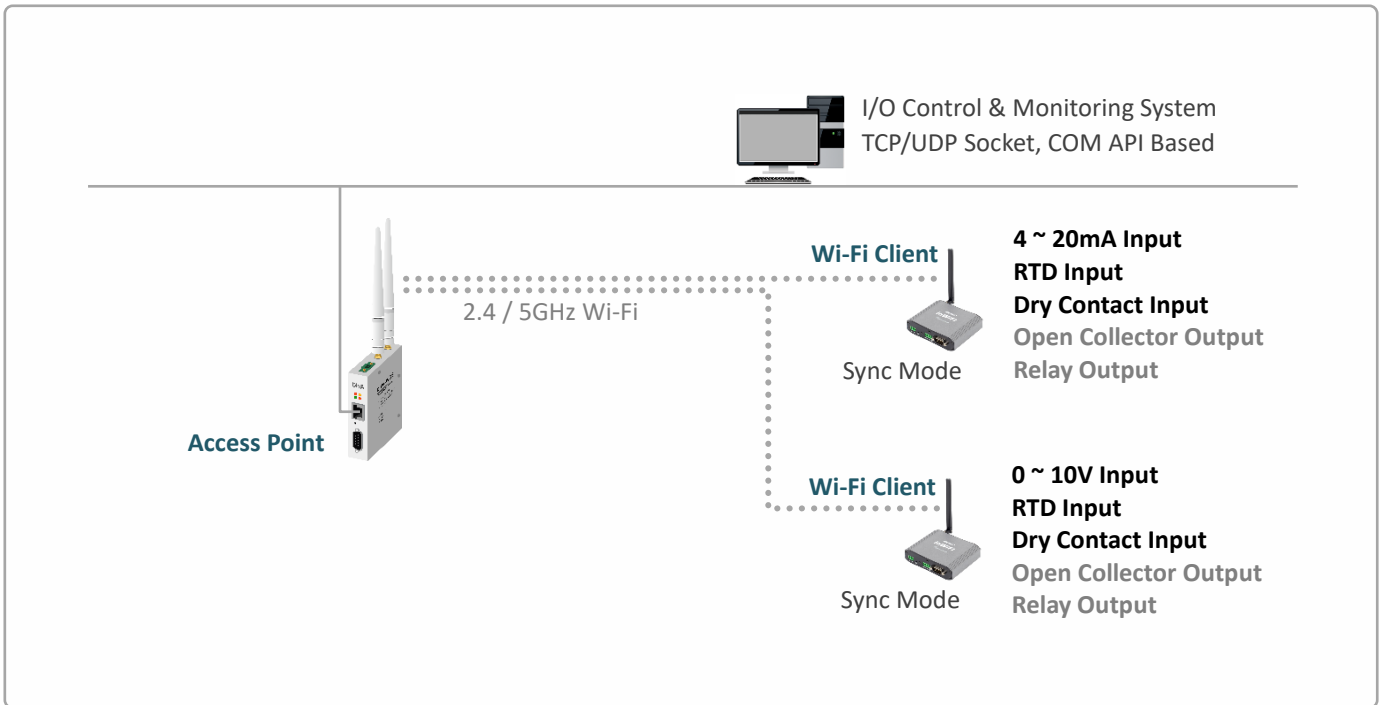 I/O Control & Monitoring System
TCP/UDP Socket, COM API Based
Wi-Fi Client
4 ~ 20mA Input
RTD Input
Dry Contact Input
Open Collector Output
Relay Output
2.4 / 5GHz Wi-Fi
Sync Mode
Access Point
Wi-Fi Client
0 ~ 10V Input
RTD Input
Dry Contact Input
Open Collector Output
Relay Output
Sync Mode